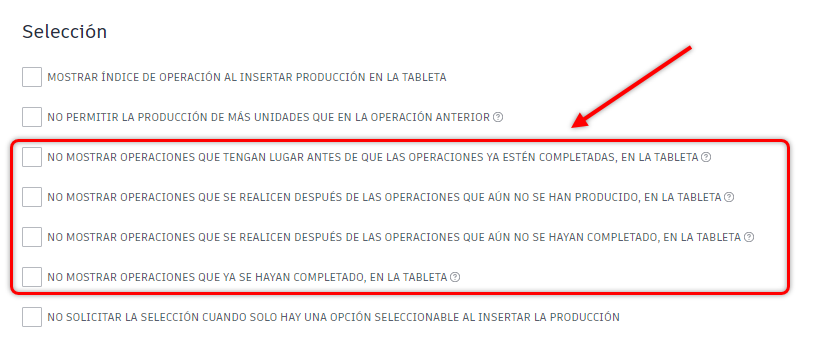 Selección
MOSTRAR ÍNDICE DE OPERACIÓN AL INSERTAR PRODUCCIÓN EN LA TABLETA
NO PERMITIR LA PRODUCCIÓN DE MÁS UNIDADES QUE EN LA OPERACIÓN ANTERIOR
NO MOSTRAR OPERACIONES QUE TENGAN LUGAR ANTES DE QUE LAS OPERACIONES YA ESTÉN COMPLETADAS, EN LA TABLETA
NO MOSTRAR OPERACIONES QUE SE REALICEN DESPUÉS DE LAS OPERACIONES QUE AÚN NO SE HAN PRODUCIDO, EN LA TABLETA
NO MOSTRAR OPERACIONES QUE SE REALICEN DESPUÉS DE LAS OPERACIONES QUE AÚN NO SE HAYAN COMPLETADO, EN LA TABLETA
NO MOSTRAR OPERACIONES QUE YA SE HAYAN COMPLETADO, EN LA TABLETA
NO SOLICITAR LA SELECCIÓN CUANDO SOLO HAY UNA OPCIÓN SELECCIONABLE AL INSERTAR LA PRODUCCIÓN